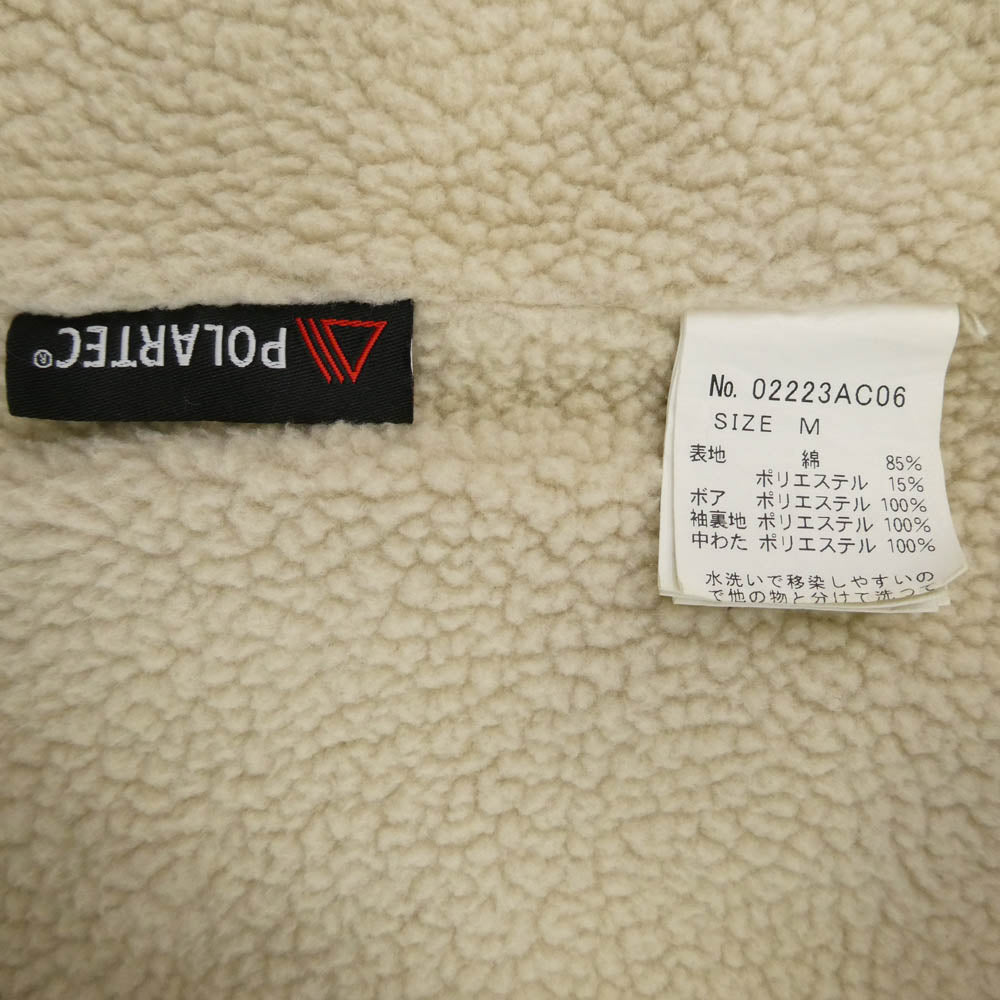 POLARTEC®
No. 02223AC06
SIZE M
表地 綿 85%
ポリエステル 15%
ボア ポリエステル 100%
袖裏地 ポリエステル 100%
中わた ポリエステル 100%
水洗いで移染しやすいの
で他の物と分けて洗って